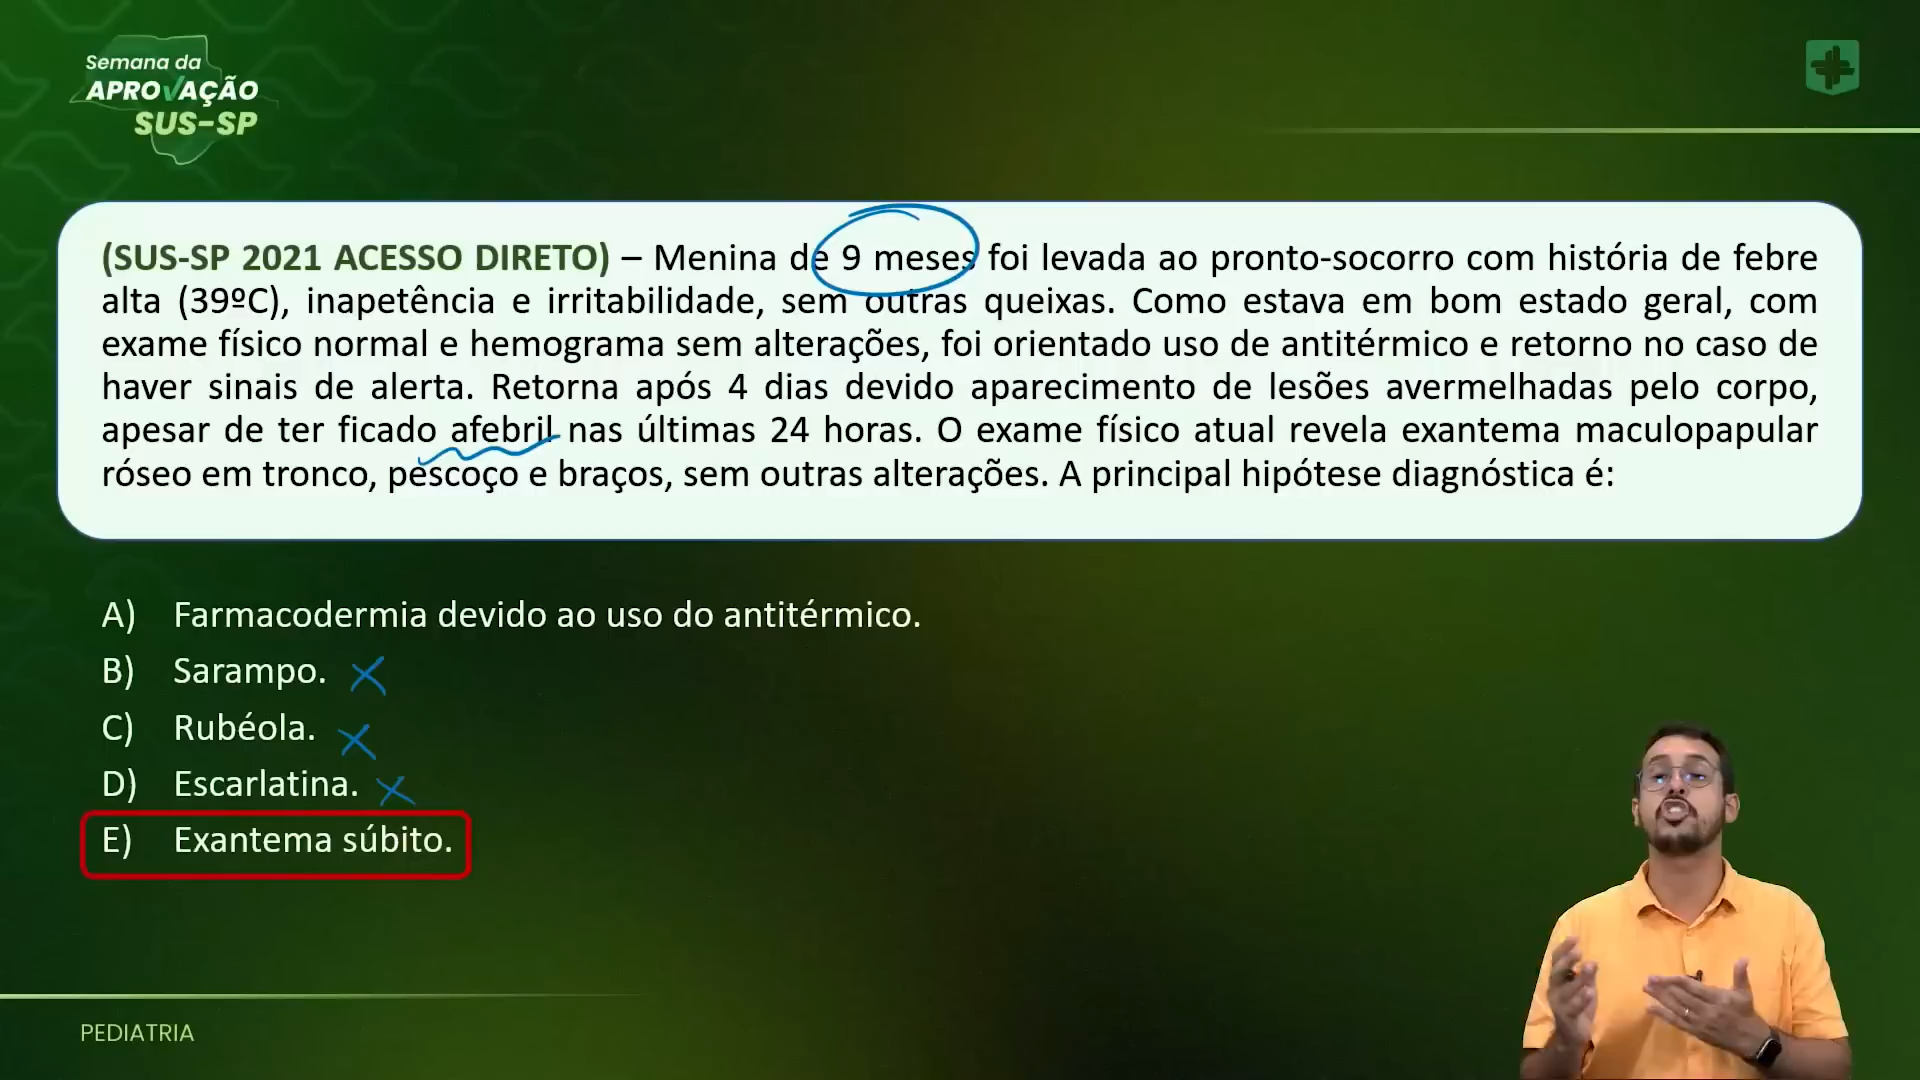 Semana da
APROVAÇÃO
SUS-SP
(SUS-SP 2021 ACESSO DIRETO) – Menina de 9 meses foi levada ao pronto-socorro com história de febre
alta (39ºC), inapetência e irritabilidade, sem outras queixas. Como estava em bom estado geral, com
exame físico normal e hemograma sem alterações, foi orientado uso de antitérmico e retorno no caso de
haver sinais de alerta. Retorna após 4 dias devido aparecimento de lesões avermelhadas pelo corpo,
apesar de ter ficado afebril nas últimas 24 horas. O exame físico atual revela exantema maculopapular
róseo em tronco, pescoço e braços, sem outras alterações. A principal hipótese diagnóstica é:
A) Farmacodermia devido ao uso do antitérmico.
B) Sarampo.
C) Rubéola.
D) Escarlatina.
E) Exantema súbito.
PEDIATRIA